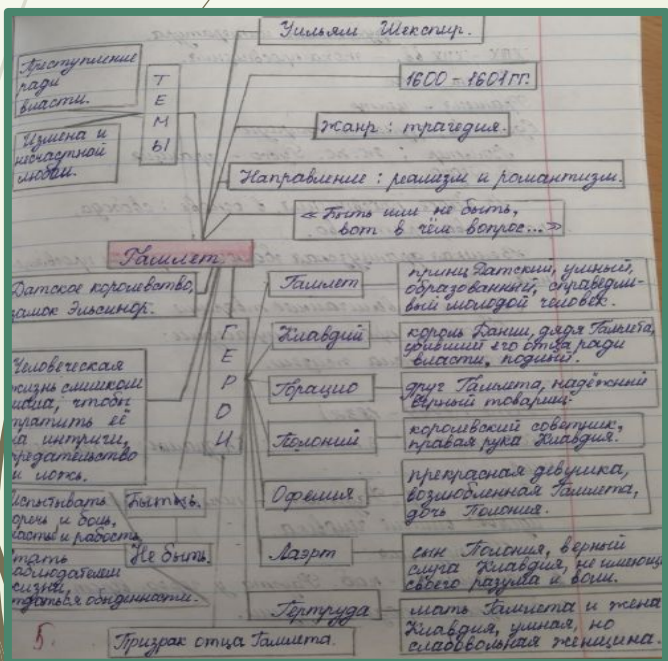 Уильям Шекспир.
1600 - 1601 гг.
Жанр: трагедия.
Направление: реализм и романтизм.
«Быть или не быть,
вот в чём вопрос...»
Преступление
ради
власти.
Измена и
несчастной
любви.
Т
Е
М
Ы
Гамлет
Датское королевство,
замок Эльсинор.
Человеческая
жизнь слишком
мала, чтобы
тратить её
на интриги,
предательство
и ложь.
Испытывать
горечь и боль,
счастье и радость,
стать
наблюдателем
жизни,
обыденности.
Быть
Не быть.
Г
Е
Р
О
И
Гамлет
принц Датский, умный,
образованный, справедли-
вый молодой человек.
Клавдий
король Дании, дядя Гамлета,
убивший его отца ради
власти, подлый.
Горацио
друг Гамлета, надёжный
верный товарищ.
Полоний
королевский советник,
правая рука Клавдия.
Офелия
прекрасная девушка,
возлюбленная Гамлета,
дочь Полония.
Лаэрт
сын Полония, верный
слуга Клавдия, не имеющ
своего разума и воли.
Гертруда
мать Гамлета и жена
Клавдия, умная, но
слабовольная женщина.
Призрак отца Гамлета.
5.